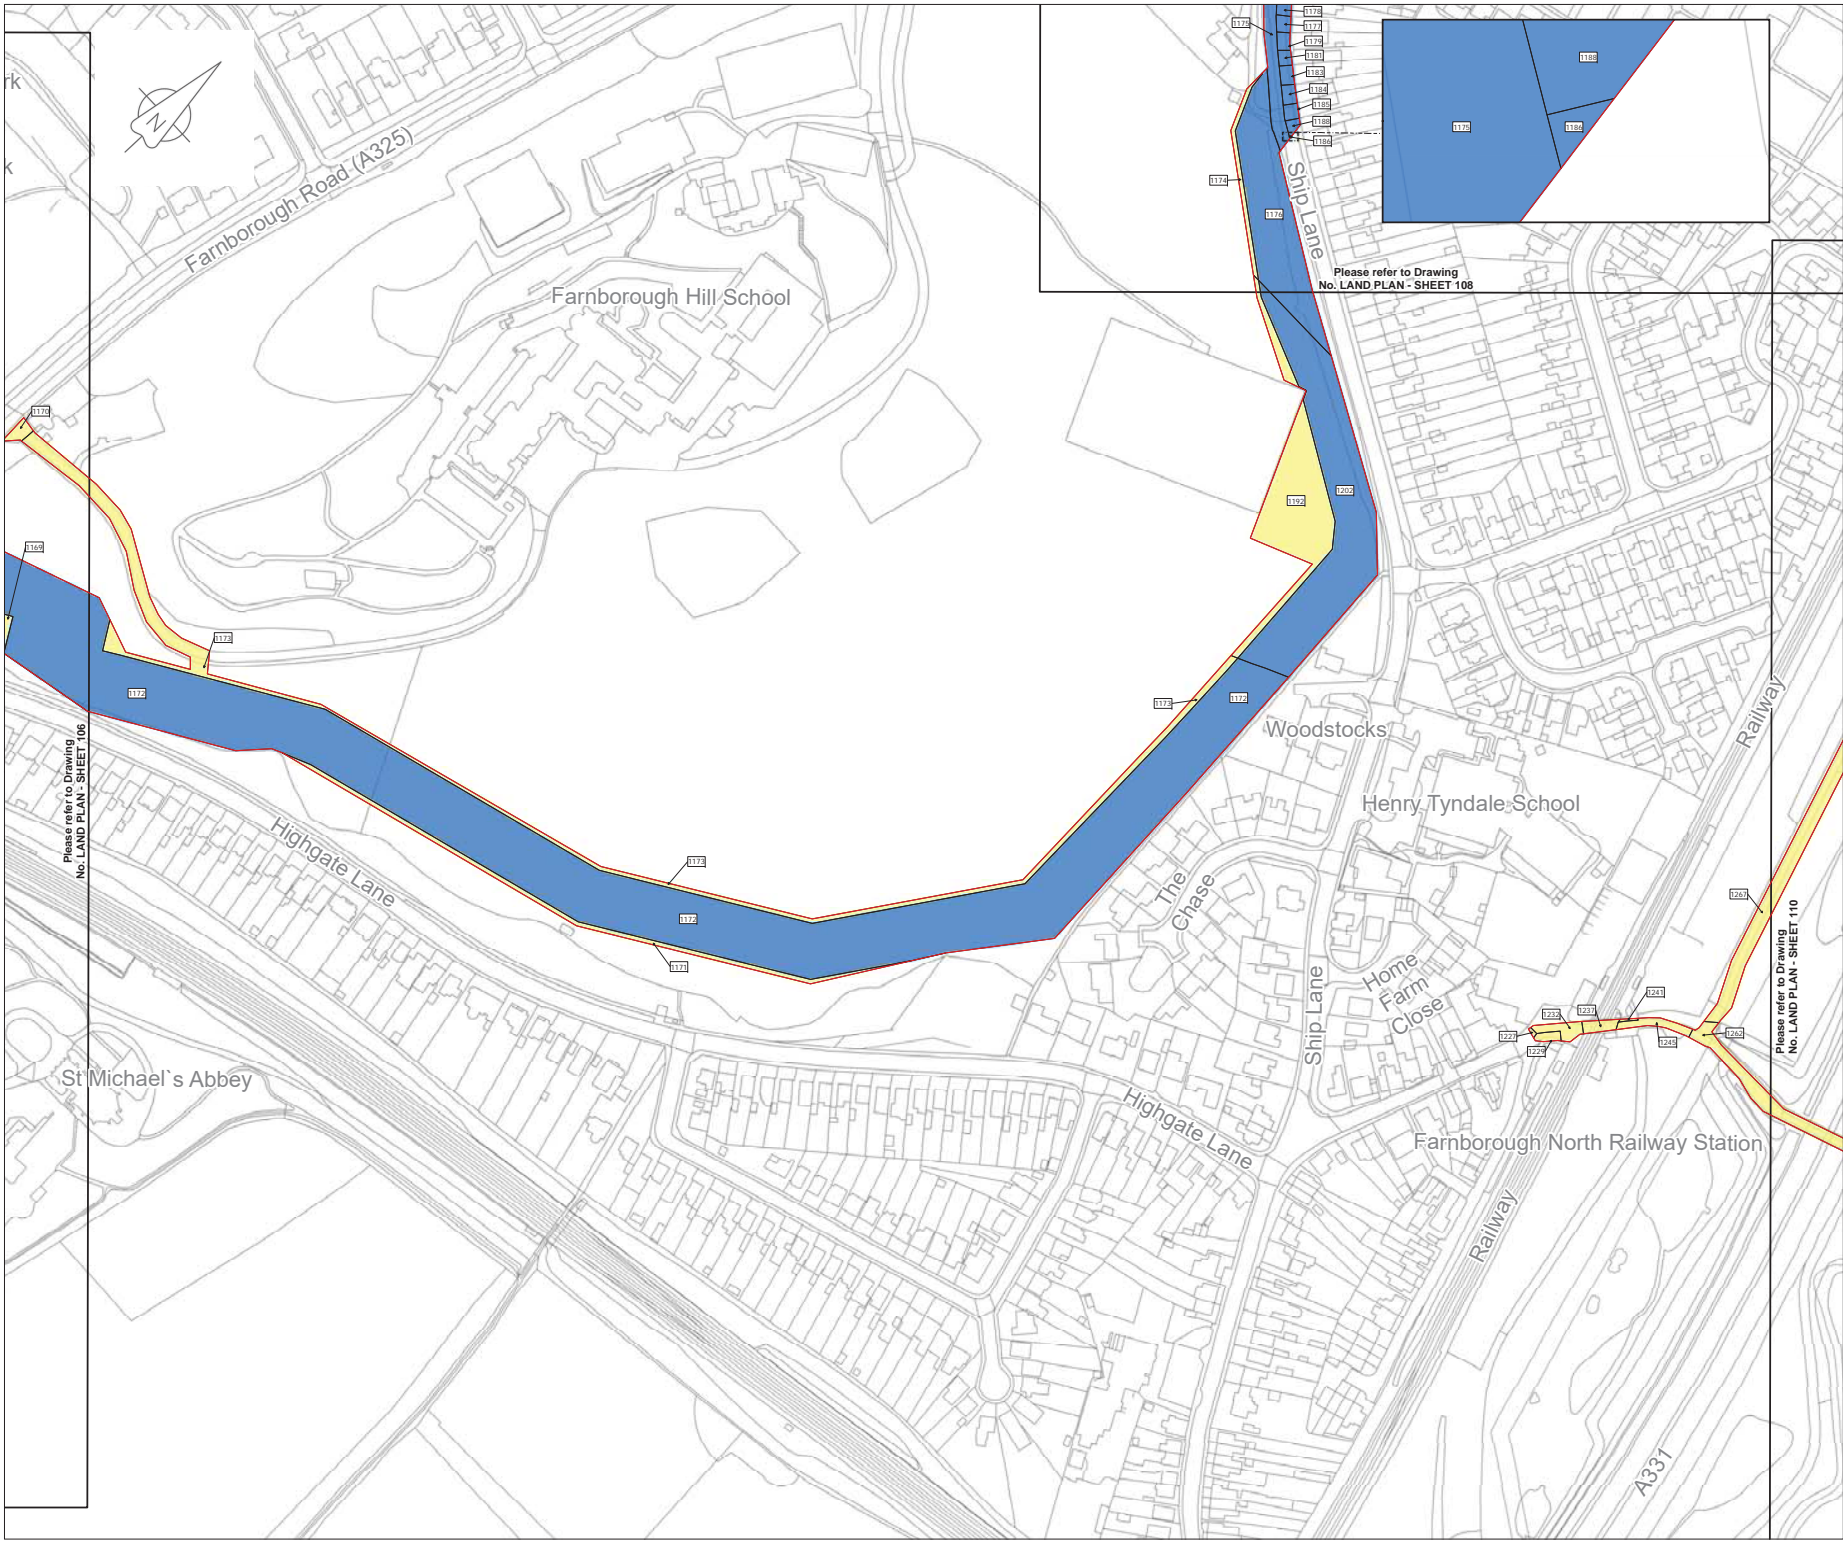 1178
1175
1177
1179
1181
1183
1184
1185
1188
1186
1188
1175
1186
rk
k
N
Farnborough Road (A325)
1174
1176
Ship Lane
Please refer to Drawing
No. LAND PLAN - SHEET 108
Farnborough Hill School
1170
1192
1202
1169
1173
1172
1173
1172
Woodstocks
Railway
Please refer to Drawing
No. LAND PLAN - SHEET 106
Henry Tyndale School
Highgate Lane
1173
1172
1171
The
Chase
1267
Please refer to Drawing
No. LAND PLAN - SHEET 110
Home
Farm
Close
Ship Lane
1241
1237
1232
1227
1229
1245
1262
St Michael`s Abbey
Highgate Lane
Farnborough North Railway Station
Railway
A331